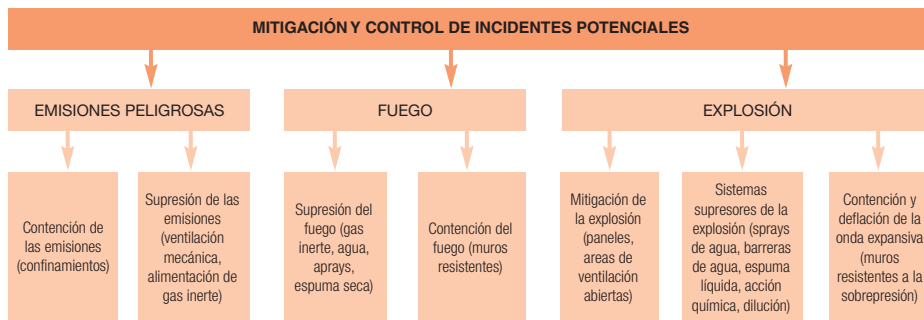 MITIGACIÓN Y CONTROL DE INCIDENTES POTENCIALES
EMISIONES PELIGROSAS
FUEGO
EXPLOSIÓN
Contención de
las emisiones
(confinamientos)
Supresión de las
emisiones
(ventilación
mecánica,
alimentación de
gas inerte)
Supresión del
fuego (gas
inerte, agua,
aprays,
espuma seca)
Contención del
fuego (muros
resistentes)
Mitigación de
la explosión
(paneles,
areas de
ventilación
abiertas)
Sistemas
supresores de la
explosión (sprays
de agua, barreras
de agua, espuma
líquida, acción
química, dilución)
Contención y
deflación de la
onda expansiva
(muros
resistentes a la
sobrepresión)